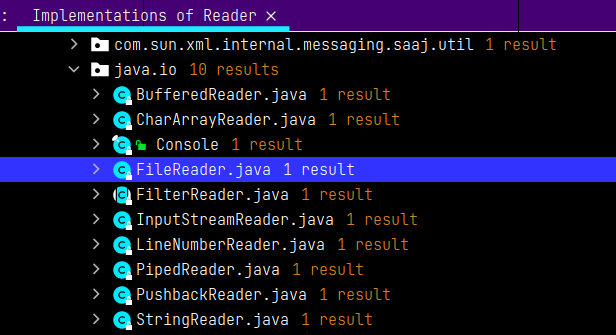 : Implementations of Reader ×
com.sun.xml.internal.messaging.saaj.util 1 result
java.io 10 results
BufferedReader.java 1 result
CharArrayReader.java 1 result
Console 1 result
FileReader.java 1 result
FilterReader.java 1 result
InputStreamReader.java 1 result
LineNumberReader.java 1 result
PipedReader.java 1 result
PushbackReader.java 1 result
StringReader.java 1 result